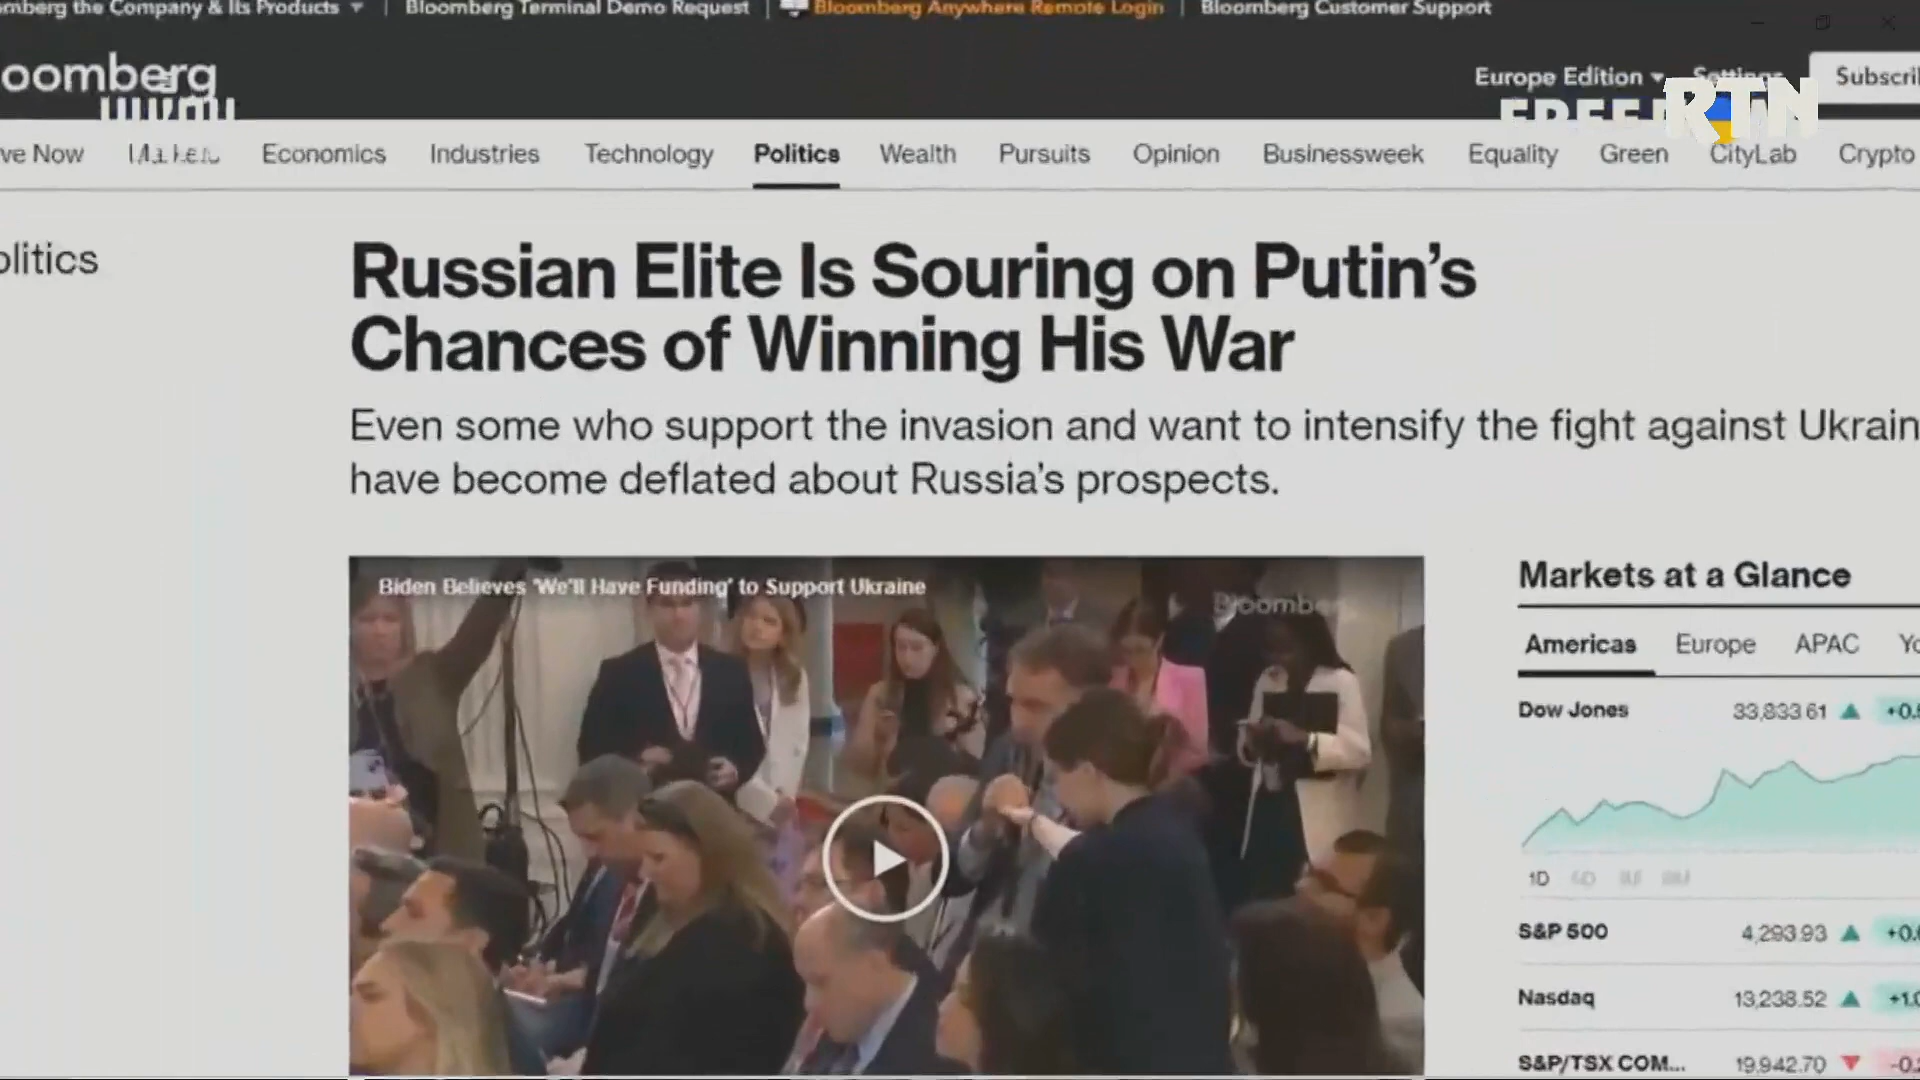 the Company & Its Products
Bloomberg Terminal Demo Request
Bloomberg Anywhere Remote Login
Bloomberg Customer Support
oomberg
Europe Edition
Settings
Subscri
RTN
ve Now
Markets
Economics
Industries
Technology
Politics
Wealth
Pursuits
Opinion
Businessweek
Equality
Green
CityLab
Crypto
olitics
Russian Elite Is Souring on Putin’s
Chances of Winning His War
Even some who support the invasion and want to intensify the fight against Ukrain
have become deflated about Russia’s prospects.
Biden Believes 'We'll Have Funding' to Support Ukraine
Bloomber
Markets at a Glance
Americas
Europe
APAC
Yo
Dow Jones
33,833.61
1D
S&P 500
4,293.93
Nasdaq
13,238.52
S&P/TSX COM...
19,942.70